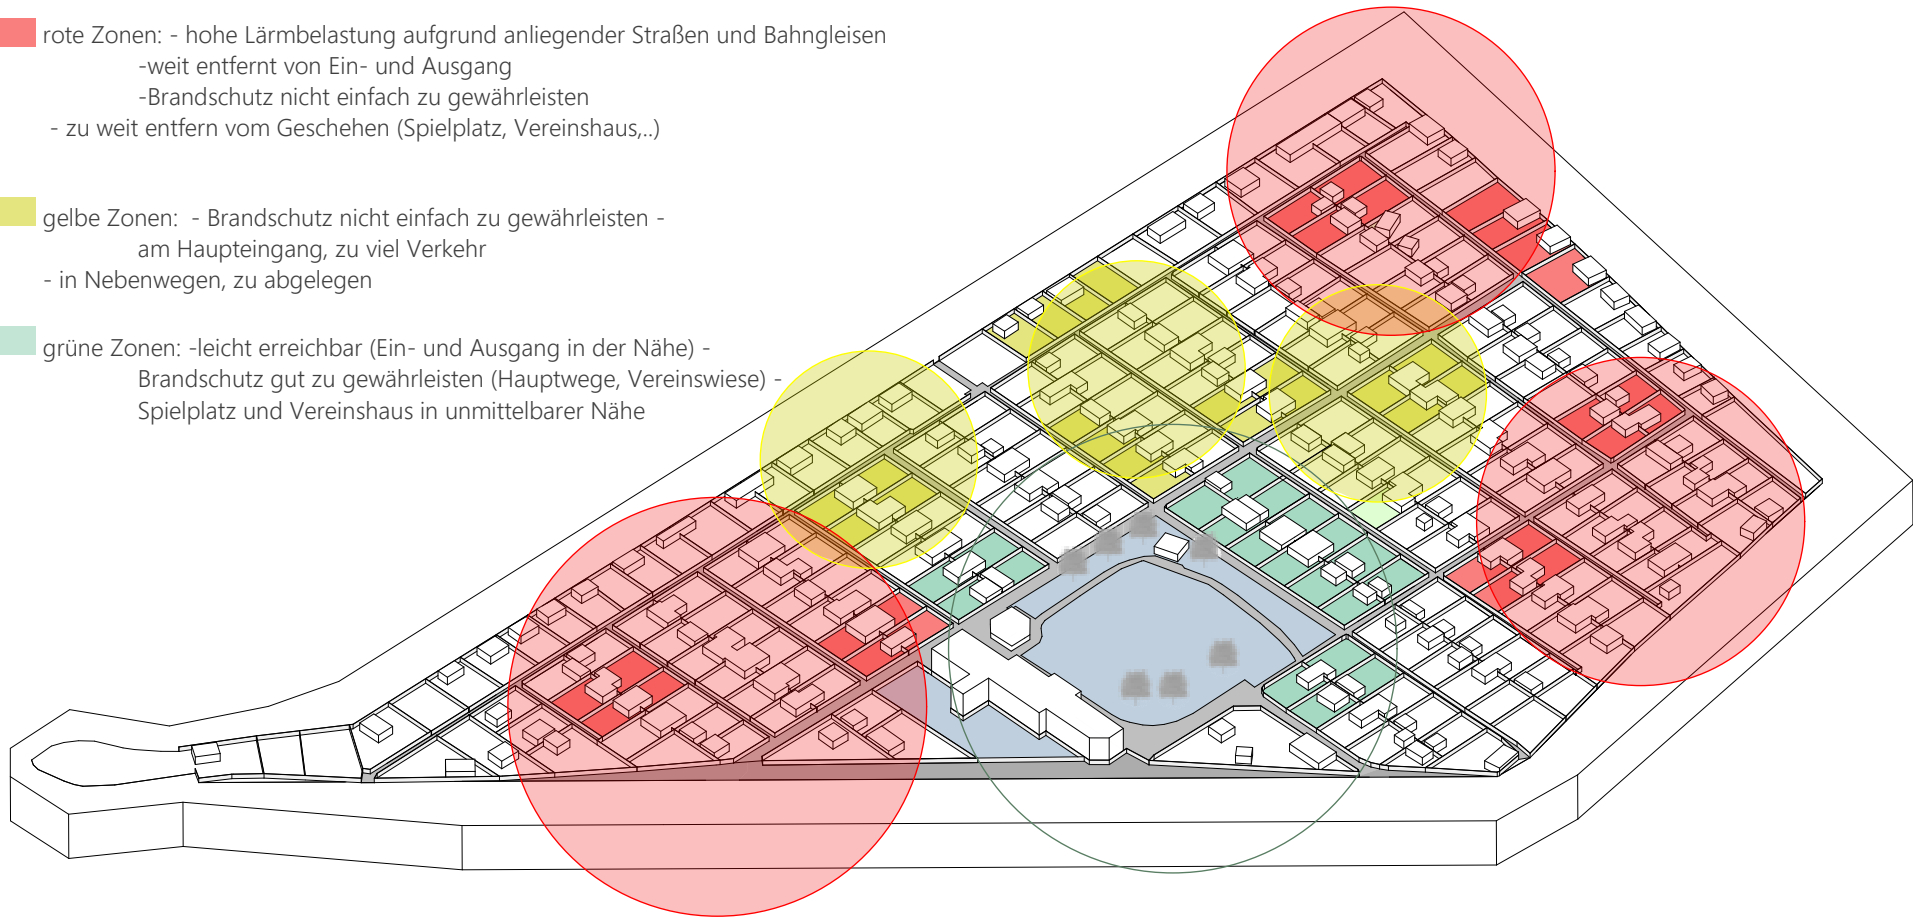 rote Zonen: - hohe Lärmbelastung aufgrund anliegender Straßen und Bahngleisen
-weit entfernt von Ein- und Ausgang
-Brandschutz nicht einfach zu gewährleisten
- zu weit entfern vom Geschehen (Spielplatz, Vereinshaus,..)
gelbe Zonen: - Brandschutz nicht einfach zu gewährleisten -
am Haupteingang, zu viel Verkehr
- in Nebenwegen, zu abgelegen
grüne Zonen: -leicht erreichbar (Ein- und Ausgang in der Nähe) -
Brandschutz gut zu gewährleisten (Hauptwege, Vereinswiese) -
Spielplatz und Vereinshaus in unmittelbarer Nähe